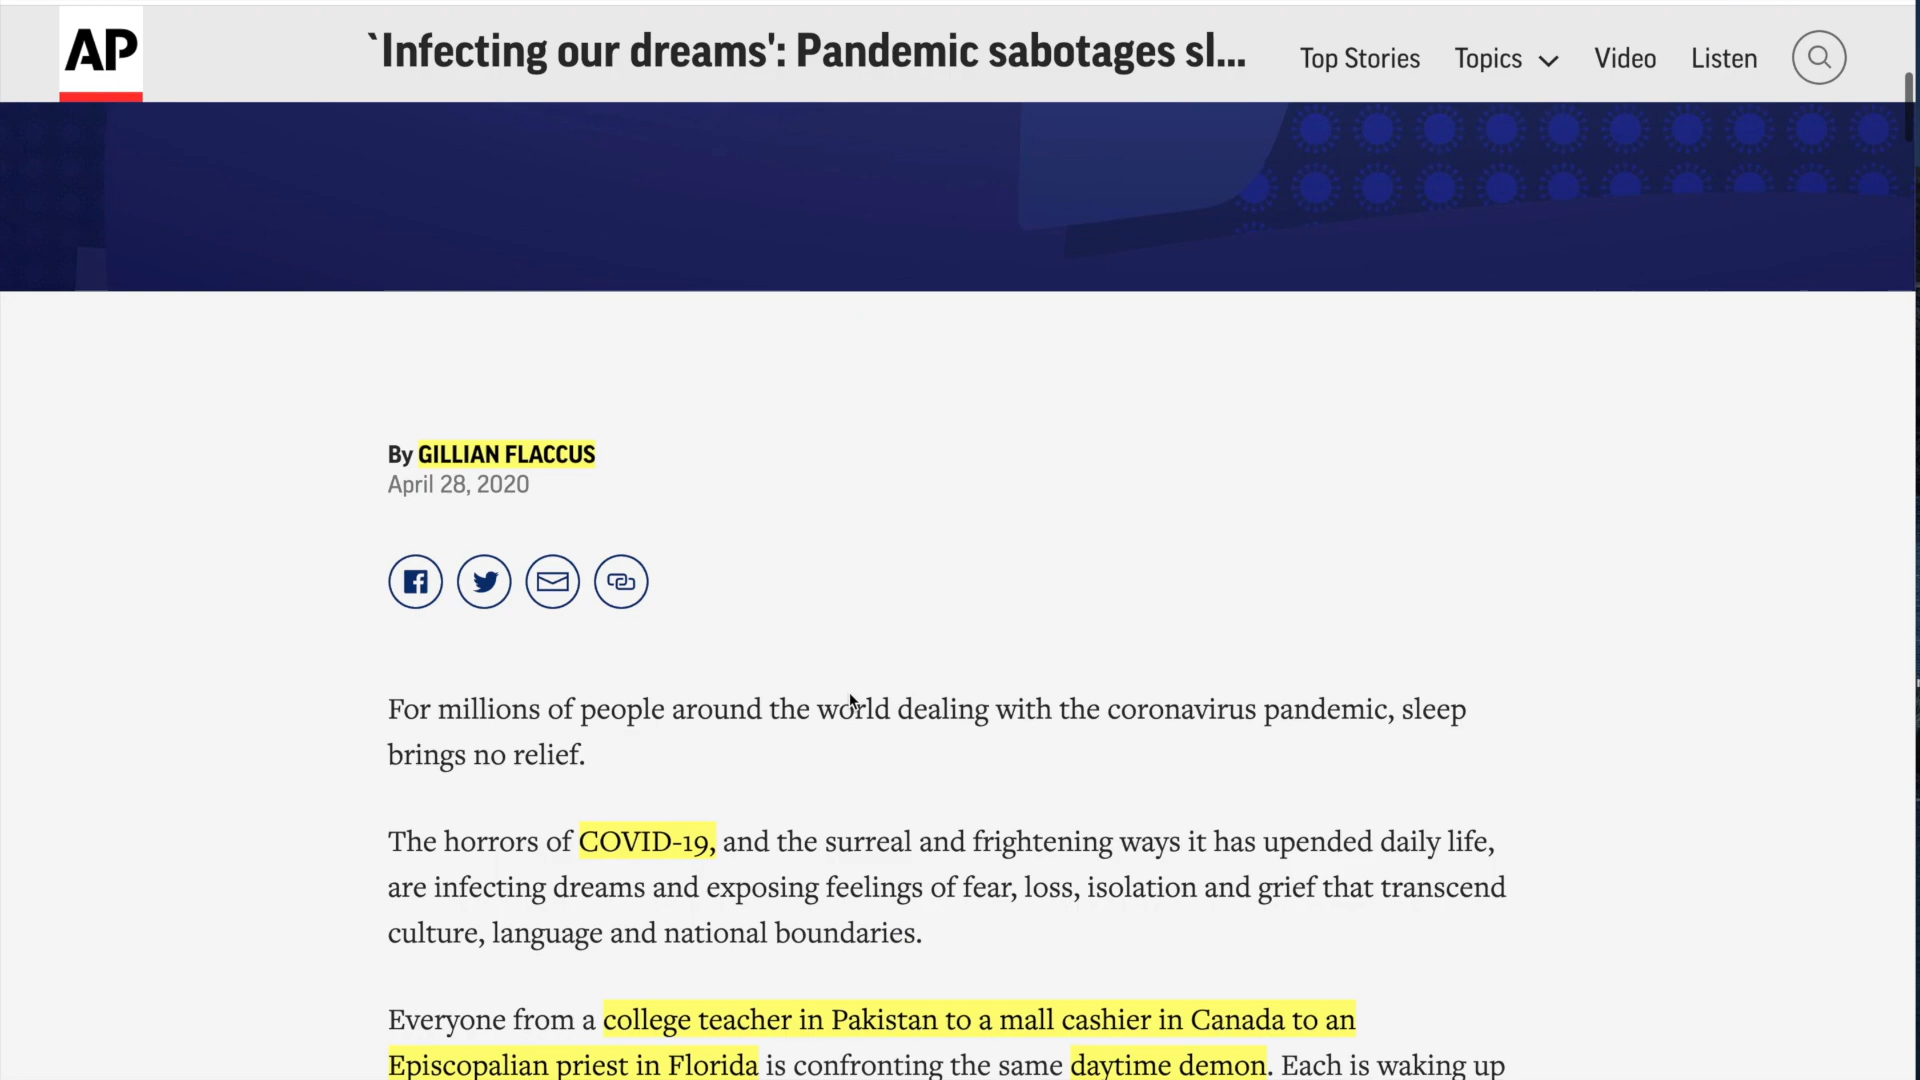 AP
`Infecting our dreams': Pandemic sabotages sl...
Top Stories
Topics
Video
Listen
By GILLIAN FLACCUS
April 28, 2020
For millions of people around the world dealing with the coronavirus pandemic, sleep
brings no relief.
The horrors of COVID-19, and the surreal and frightening ways it has upended daily life,
are infecting dreams and exposing feelings of fear, loss, isolation and grief that transcend
culture, language and national boundaries.
Everyone from a college teacher in Pakistan to a mall cashier in Canada to an
Episcopalian priest in Florida is confronting the same daytime demon. Each is waking up